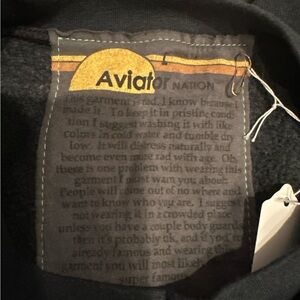 Aviator NATION
This garment is rad. I know because I
made it. To keep it in pristine condi-
tion I suggest washing it with like
colors in cold water and tumble dry
low. It will distress naturally and
become even more rad with age. Oh,
there is one problem with wearing this
garment I must warn you about:
People will come out of no where and
want to know who you are. I suggest
not wearing it in a crowded place
unless you have a couple body guards,
then it's probably ok, and if you're
already famous and wearing this
garment you will most likely
super famous